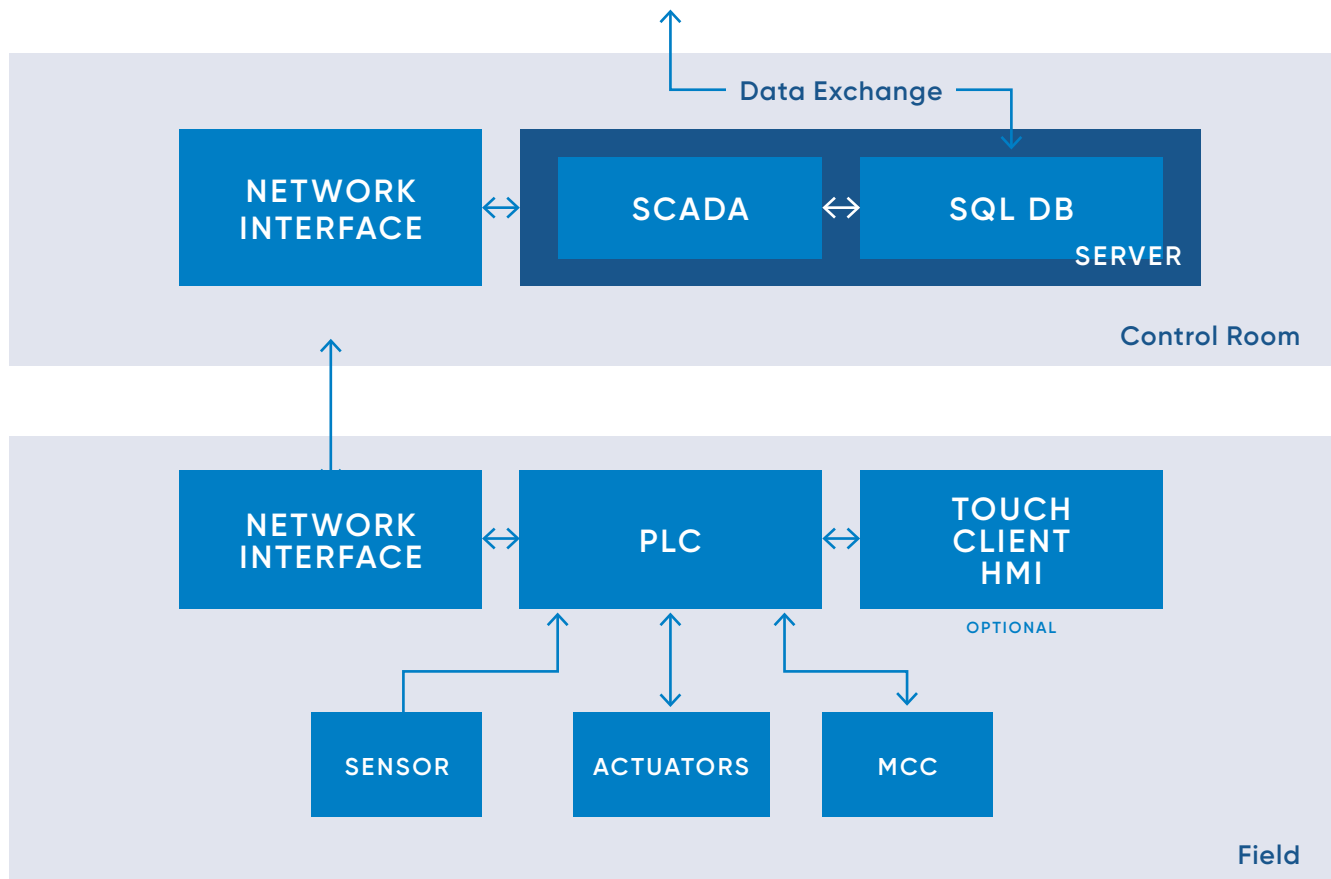 Data Exchange
NETWORK
INTERFACE
SCADA
SQL DB
SERVER
Control Room
NETWORK
INTERFACE
PLC
TOUCH
CLIENT
HMI
OPTIONAL
SENSOR
ACTUATORS
MCC
Field